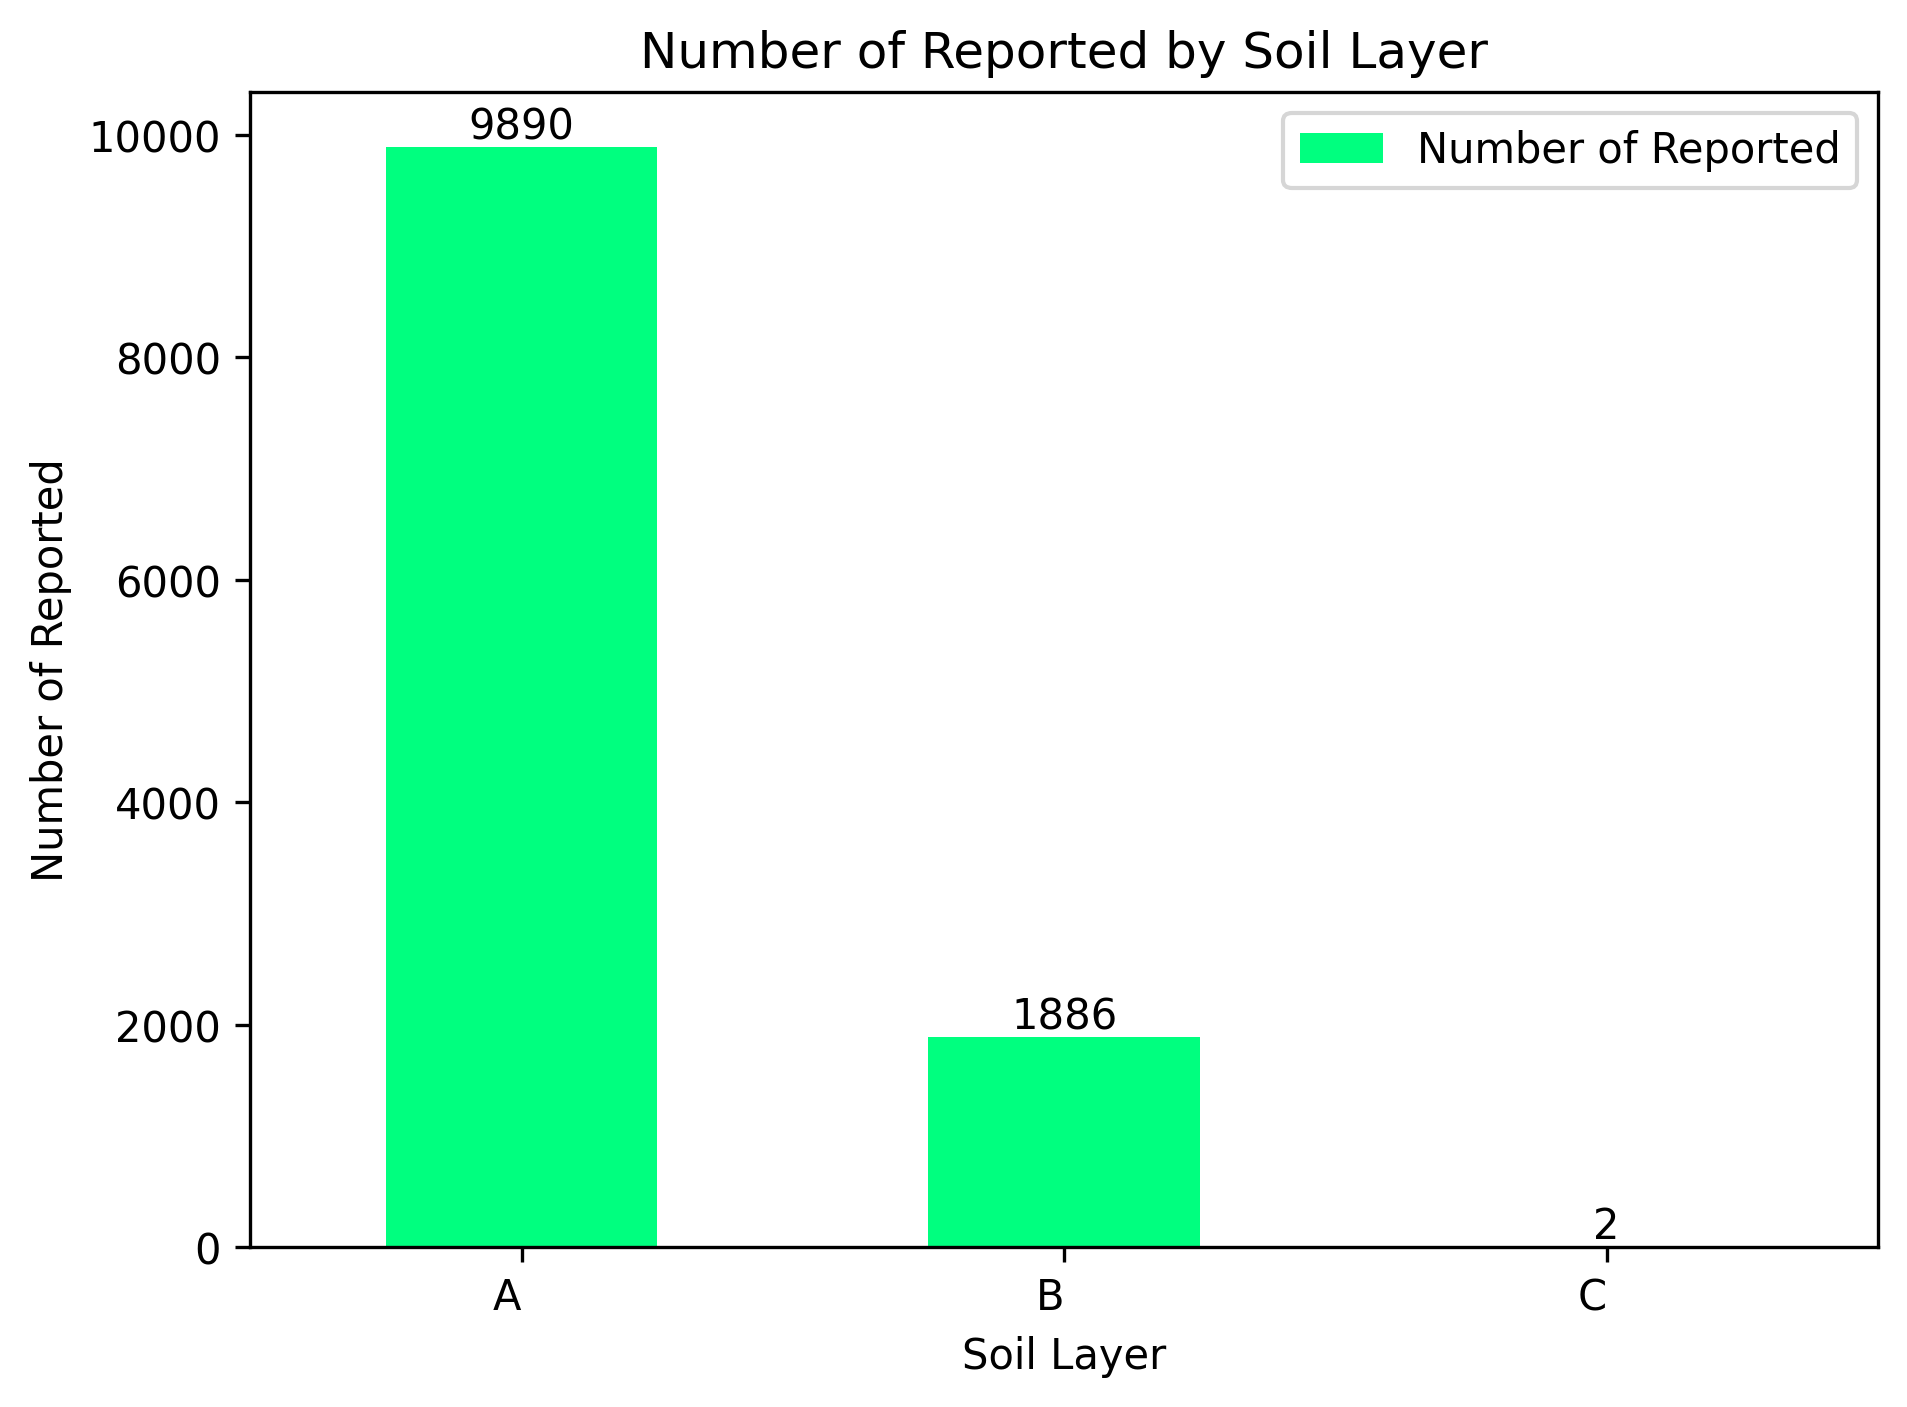 Number of Reported by Soil Layer
Number of Reported
10000
8000
6000
4000
2000
0
Number of Reported
9890
1886
2
A
B
C
Soil Layer